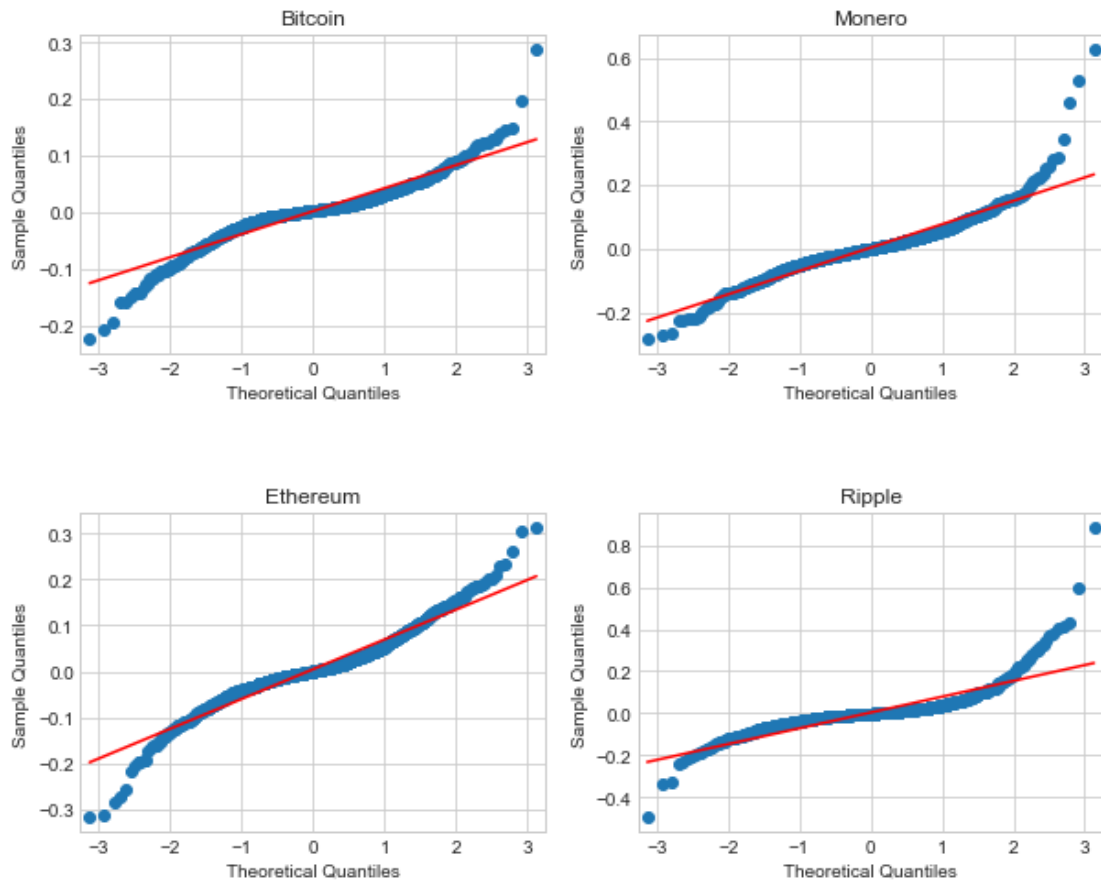 Bitcoin
0.3
0.2
0.1
0.0
−0.1
−0.2
Sample Quantiles
−3 −2 −1 0 1 2 3
Theoretical Quantiles
Monero
0.6
0.4
0.2
0.0
−0.2
Sample Quantiles
−3 −2 −1 0 1 2 3
Theoretical Quantiles
Ethereum
0.3
0.2
0.1
0.0
−0.1
−0.2
−0.3
Sample Quantiles
−3 −2 −1 0 1 2 3
Theoretical Quantiles
Ripple
0.8
0.6
0.4
0.2
0.0
−0.2
−0.4
Sample Quantiles
−3 −2 −1 0 1 2 3
Theoretical Quantiles